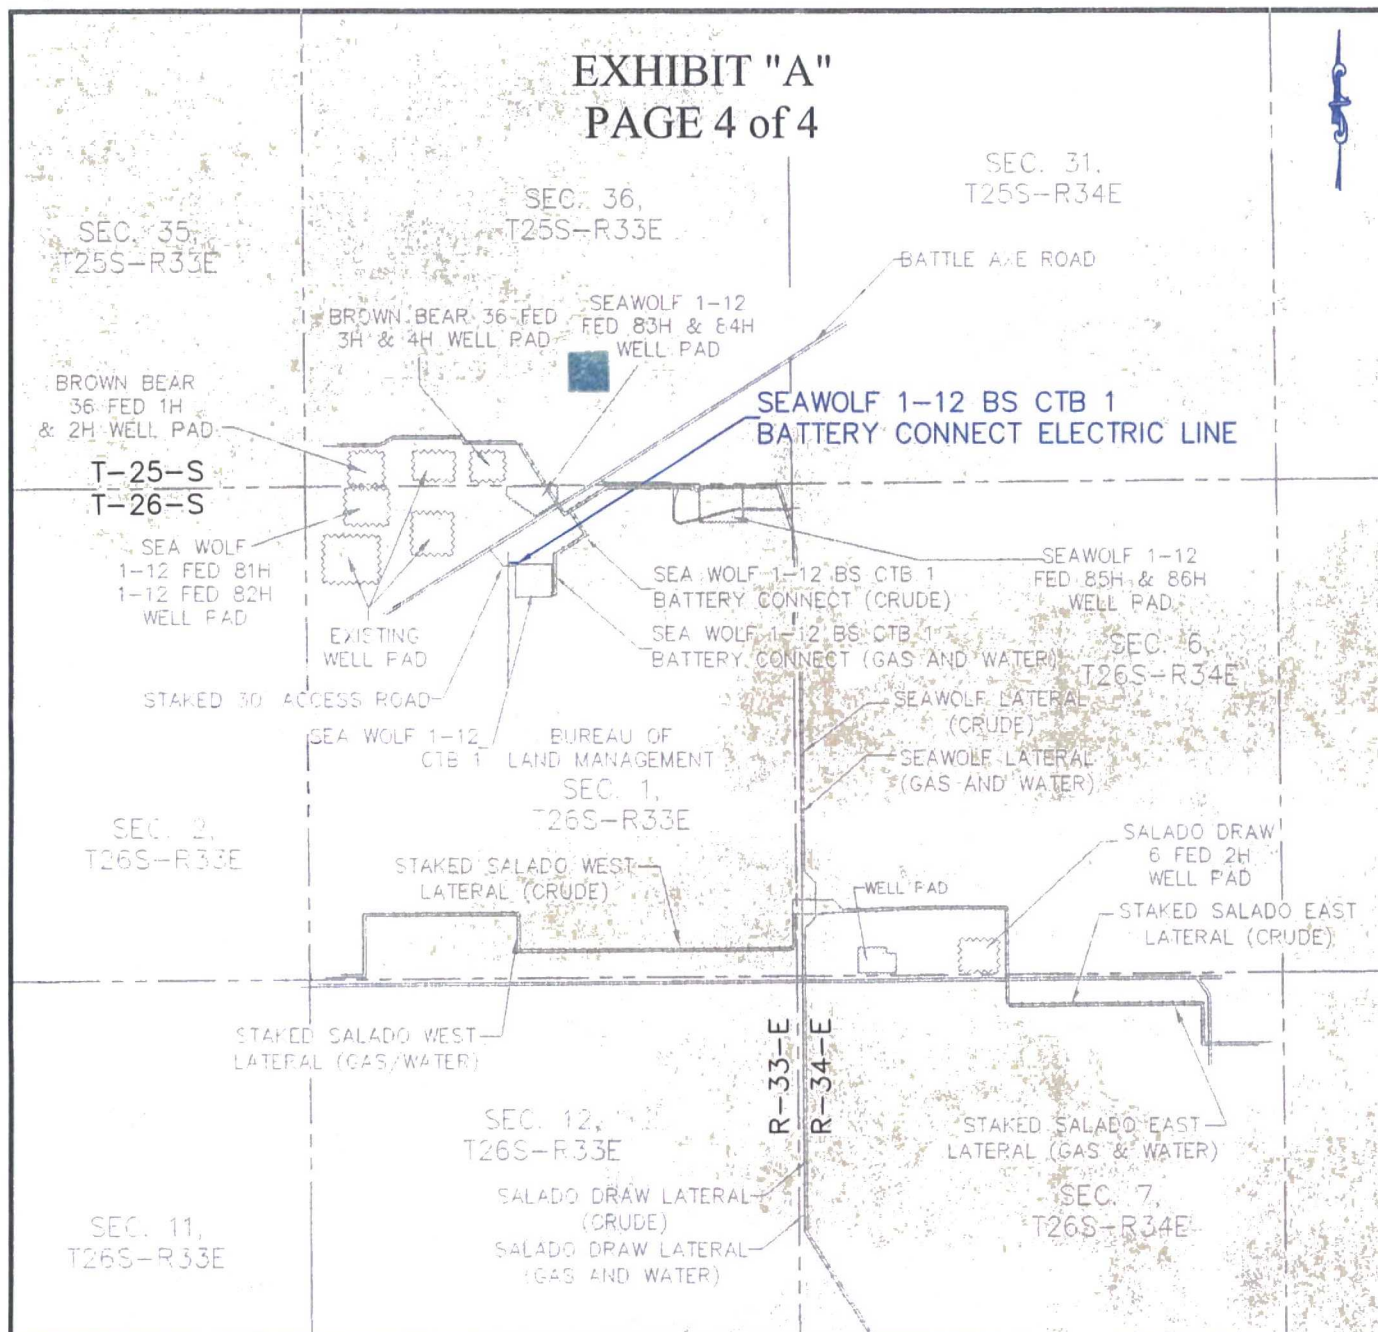 EXHIBIT "A"
PAGE 4 of 4
SEC. 31,
T25S-R34E
SEC. 36,
T25S-R33E
SEC. 35,
T25S-R33E
BATTLE AXE ROAD
BROWN BEAR 36 FED
3H & 4H WELL PAD
SEAWOLF 1-12
FED 83H & 84H
WELL PAD
BROWN BEAR
36 FED 1H
& 2H WELL PAD
SEAWOLF 1-12 BS CTB 1
BATTERY CONNECT ELECTRIC LINE
T-25-S
T-26-S
SEA WOLF
1-12 FED 81H
1-12 FED 82H
WELL PAD
EXISTING
WELL PAD
SEA WOLF 1-12 BS CTB 1
BATTERY CONNECT (CRUDE)
SEA WOLF 1-12 BS CTB 1
BATTERY CONNECT (GAS AND WATER)
SEAWOLF 1-12
FED 85H & 86H
WELL PAD
SEC. 6,
T26S-R34E
STAKED 30' ACCESS ROAD
SEA WOLF 1-12
CTB 1
BUREAU OF
LAND MANAGEMENT
SEC. 1,
T26S-R33E
SEAWOLF LATERAL
(CRUDE)
SEAWOLF LATERAL
(GAS AND WATER)
SEC. 2,
T26S-R33E
STAKED SALADO WEST
LATERAL (CRUDE)
WELL PAD
SALADO DRAW
6 FED 2H
WELL PAD
STAKED SALADO EAST
LATERAL (CRUDE)
STAKED SALADO WEST
LATERAL (GAS/WATER)
R-33-E
R-34-E
SEC. 12,
T26S-R33E
STAKED SALADO EAST
LATERAL (GAS & WATER)
SALADO DRAW LATERAL
(CRUDE)
SALADO DRAW LATERAL
(GAS AND WATER)
SEC. 7,
T26S-R34E
SEC. 11,
T26S-R33E